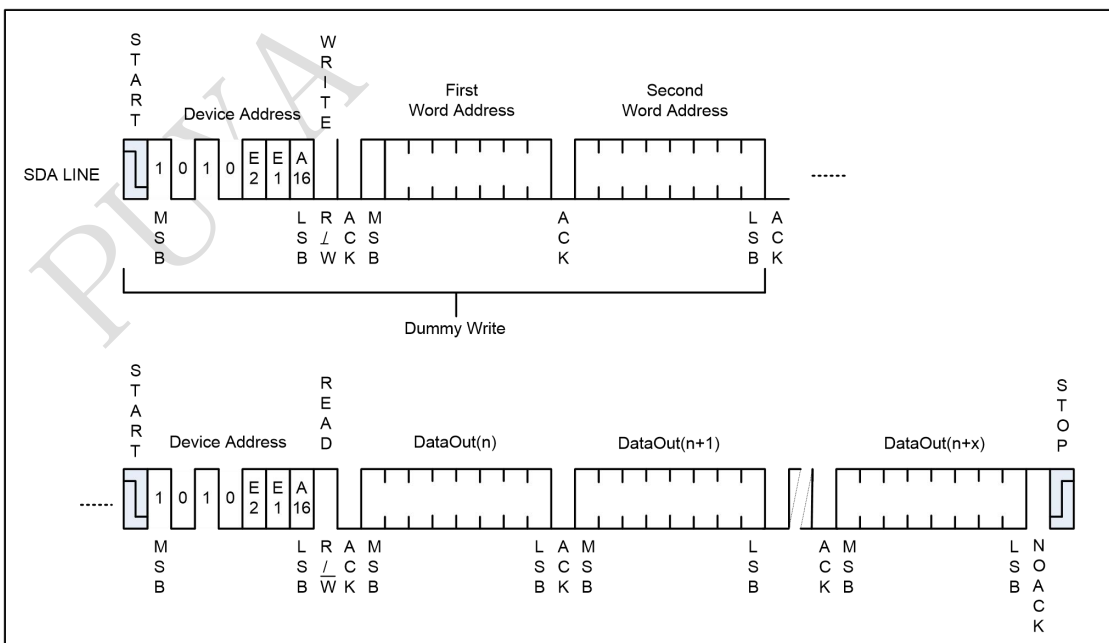 START
WRITE
Device Address
First
Word Address
Second
Word Address
SDA LINE
1 0 1 0 E2 E1 A16
......
MSB
LSB
R/W
ACK
MSB
ACK
LSB
ACK
Dummy Write
START
READ
STOP
Device Address
DataOut(n)
DataOut(n+1)
DataOut(n+x)
.....
1 0 1 0 E2 E1 A16
MSB
LSB
R/W
ACK
MSB
LSB
ACK
MSB
LSB
ACK
MSB
LSB
NOACK
PUYA